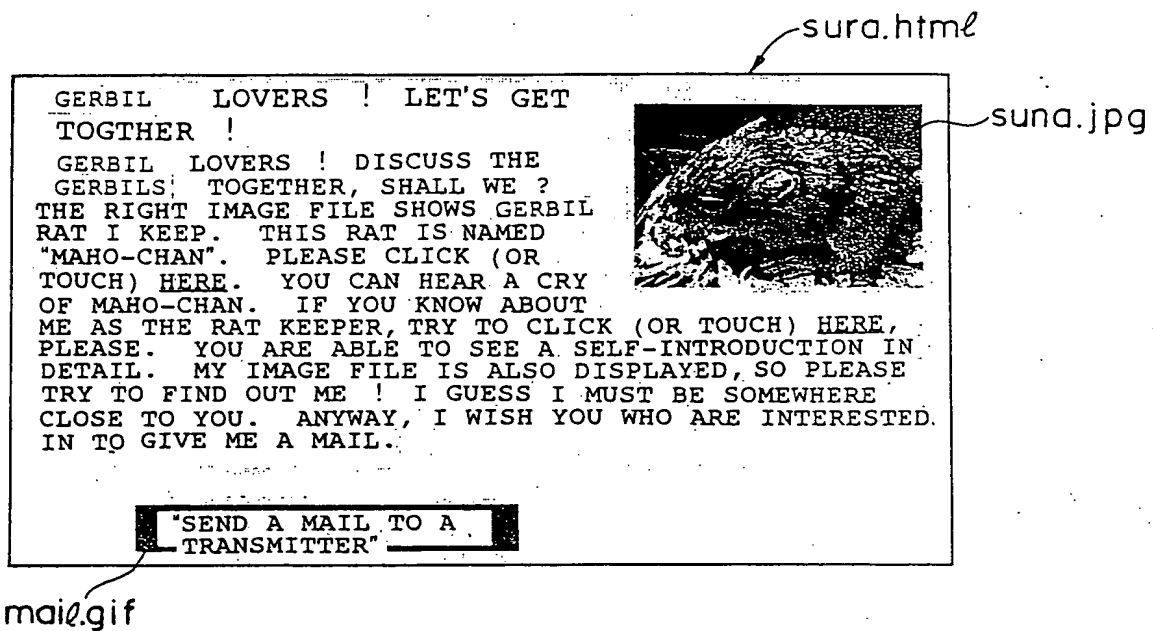 sura.html
GERBIL LOVERS ! LET'S GET
TOGTHER !
suna.jpg
GERBIL LOVERS ! DISCUSS THE
GERBILS TOGETHER, SHALL WE ?
THE RIGHT IMAGE FILE SHOWS GERBIL
RAT I KEEP. THIS RAT IS NAMED
"MAHO-CHAN". PLEASE CLICK (OR
TOUCH) HERE. YOU CAN HEAR A CRY
OF MAHO-CHAN. IF YOU KNOW ABOUT
ME AS THE RAT KEEPER, TRY TO CLICK (OR TOUCH) HERE,
PLEASE. YOU ARE ABLE TO SEE A SELF-INTRODUCTION IN
DETAIL. MY IMAGE FILE IS ALSO DISPLAYED, SO PLEASE
TRY TO FIND OUT ME ! I GUESS I MUST BE SOMEWHERE
CLOSE TO YOU. ANYWAY, I WISH YOU WHO ARE INTERESTED.
IN TO GIVE ME A MAIL.
"SEND A MAIL TO A
TRANSMITTER"
mail.gif